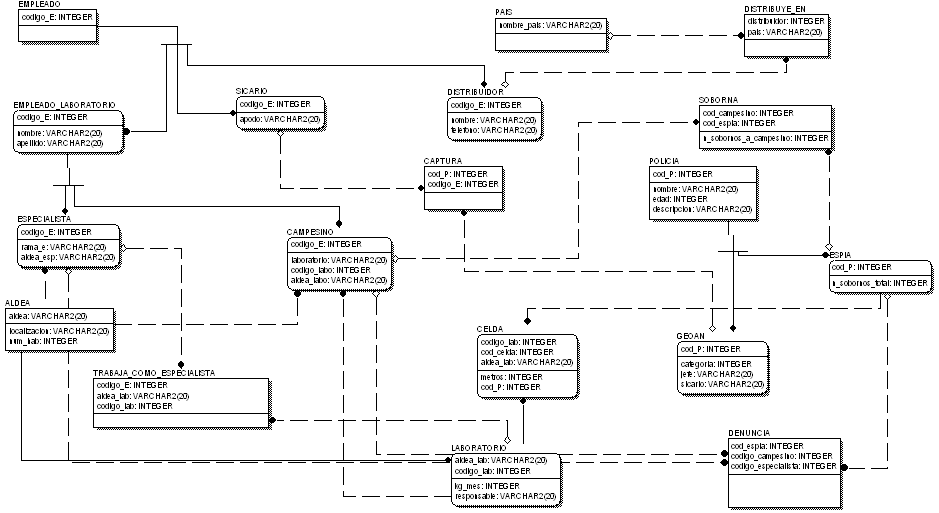 EMPLEADO
codigo_E: INTEGER
PAIS
nombre_pais: VARCHAR2(20)
DISTRIBUYE_EN
distribuidor: INTEGER
pais: VARCHAR2(20)
EMPLEADO_LABORATORIO
codigo_E: INTEGER
nombre: VARCHAR2(20)
apellido: VARCHAR2(20)
SICARIO
codigo_E: INTEGER
apodo: VARCHAR2(20)
DISTRIBUIDOR
codigo_E: INTEGER
nombre: VARCHAR2(20)
telefono: VARCHAR2(20)
SOBORNA
cod_campesino: INTEGER
cod_espia: INTEGER
n_sobornos_a_campesino: INTEGER
CAPTURA
cod_P: INTEGER
codigo_E: INTEGER
POLICIA
cod_P: INTEGER
nombre: VARCHAR2(20)
edad: INTEGER
descripcion: VARCHAR2(20)
ESPECIALISTA
codigo_E: INTEGER
rama_e: VARCHAR2(20)
aldea_esp: VARCHAR2(20)
CAMPESINO
codigo_E: INTEGER
laboratorio: VARCHAR2(20)
codigo_labo: INTEGER
aldea_labo: VARCHAR2(20)
ESPIA
cod_P: INTEGER
n_sobornos_total: INTEGER
ALDEA
aldea: VARCHAR2(20)
localizacion: VARCHAR2(20)
num_hab: INTEGER
CELDA
codigo_lab: INTEGER
cod_celda: INTEGER
aldea_lab: VARCHAR2(20)
metros: INTEGER
cod_P: INTEGER
GEOAN
cod_P: INTEGER
categoria: INTEGER
jefe: VARCHAR2(20)
sicario: VARCHAR2(20)
TRABAJA_COMO_ESPECIALISTA
codigo_E: INTEGER
aldea_lab: VARCHAR2(20)
codigo_lab: INTEGER
LABORATORIO
aldea_lab: VARCHAR2(20)
codigo_lab: INTEGER
kg_mes: INTEGER
responsable: VARCHAR2(20)
DENUNCIA
cod_espia: INTEGER
codigo_campesino: INTEGER
codigo_especialista: INTEGER